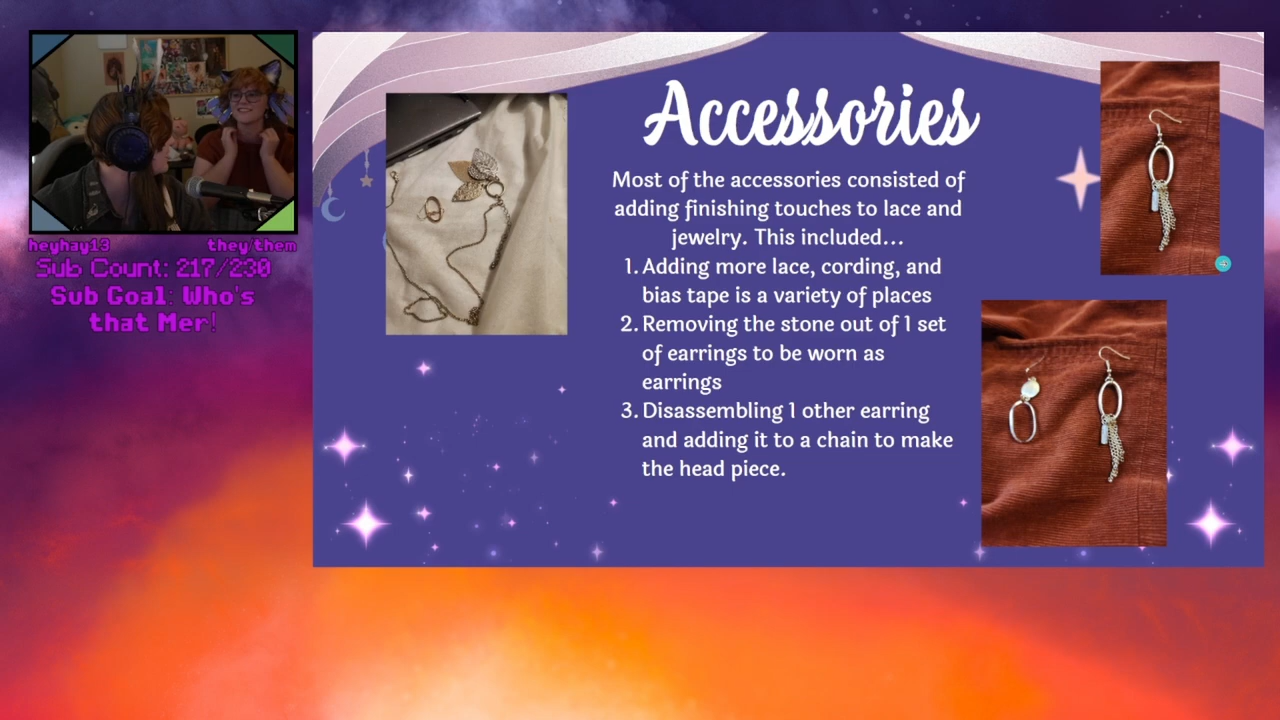 heyhay13 they/them
Sub Count: 217/230
Sub Goal: Who's
that Mer!
Accessories
Most of the accessories consisted of
adding finishing touches to lace and
jewelry. This included...
1. Adding more lace, cording, and
bias tape is a variety of places
2. Removing the stone out of 1 set
of earrings to be worn as
earrings
3. Disassembling 1 other earring
and adding it to a chain to make
the head piece.